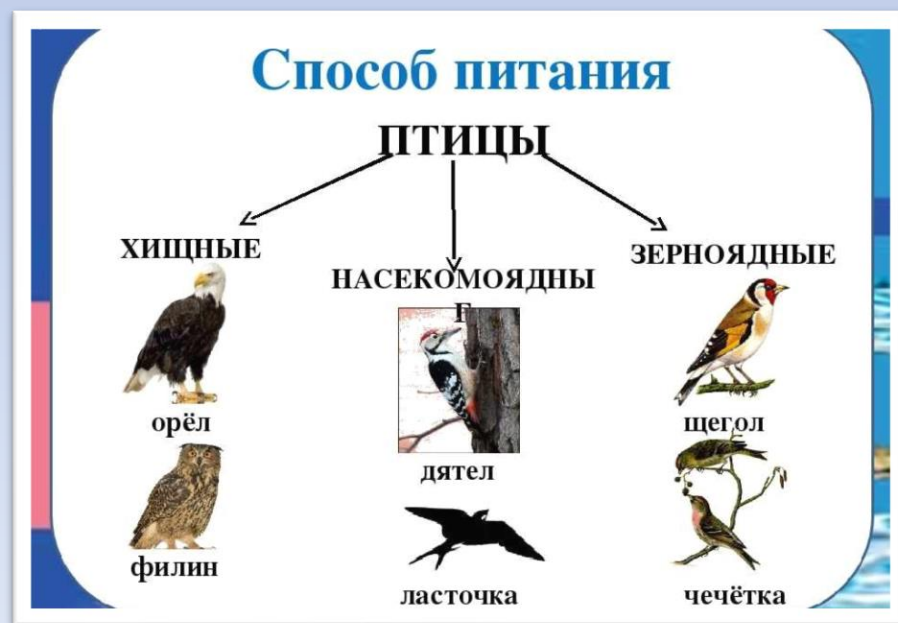 Способ питания
ПТИЦЫ
ХИЩНЫЕ
орёл
филин
НАСЕКОМОЯДНЫ
Е
дятел
ласточка
ЗЕРНОЯДНЫЕ
щегол
чечётка